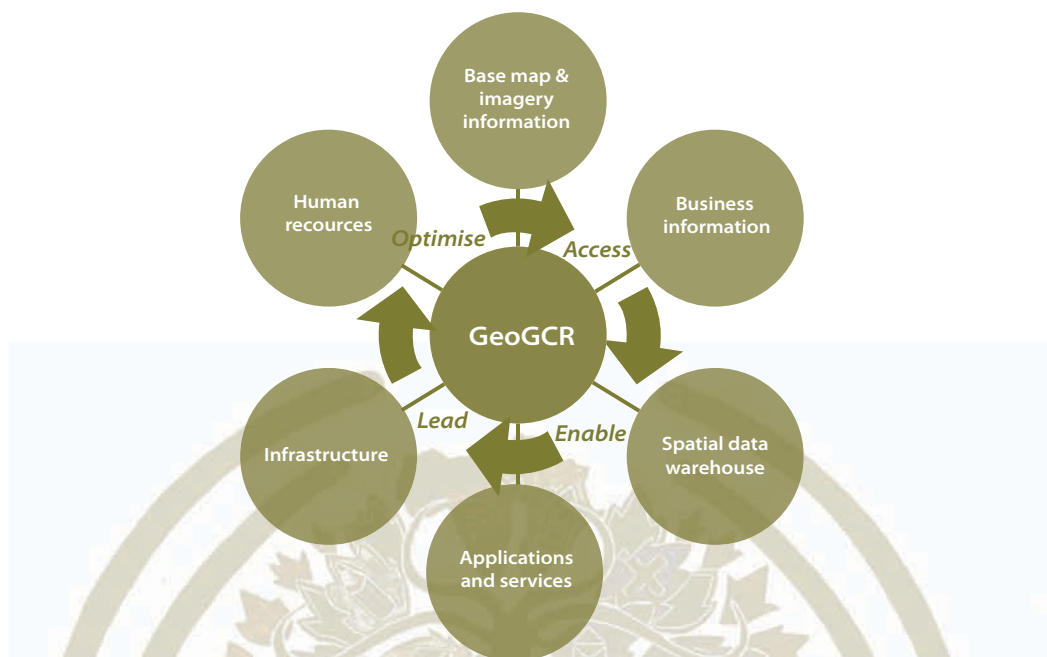 Base map &
imagery
information
Human
recources
Business
information
Optimise
Access
GeoGCR
Lead
Enable
Infrastructure
Spatial data
warehouse
Applications
and services